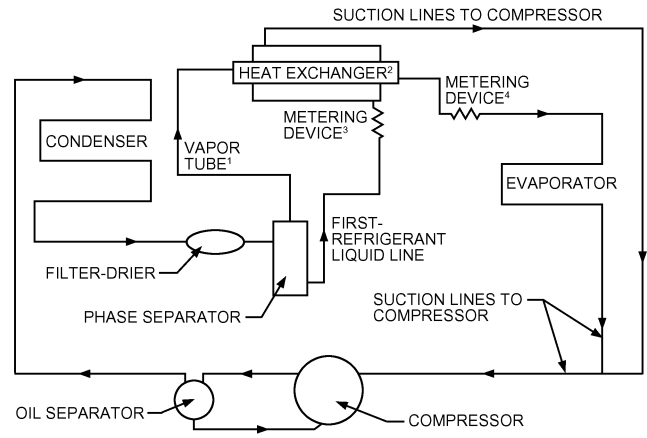 SUCTION LINES TO COMPRESSOR
HEAT EXCHANGER²
METERING
DEVICE⁴
METERING
DEVICE³
CONDENSER
VAPOR
TUBE¹
EVAPORATOR
FIRST-
REFRIGERANT
LIQUID LINE
FILTER-DRIER
PHASE SEPARATOR
SUCTION LINES TO
COMPRESSOR
OIL SEPARATOR
COMPRESSOR